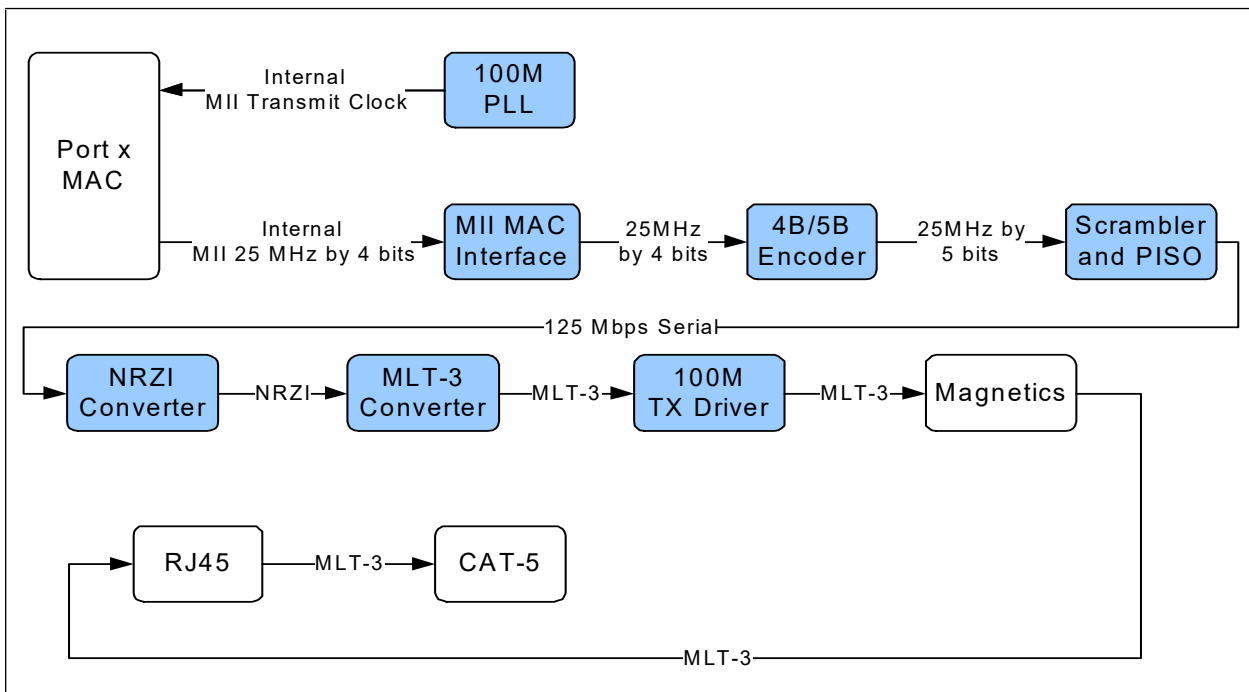 Internal
MII Transmit Clock
100M
PLL
Port x
MAC
Internal
MII 25 MHz by 4 bits
MII MAC
Interface
25MHz
by 4 bits
4B/5B
Encoder
25MHz by
5 bits
Scrambler
and PISO
125 Mbps Serial
NRZI
Converter
NRZI
MLT-3
Converter
MLT-3
100M
TX Driver
MLT-3
Magnetics
RJ45
MLT-3
CAT-5
MLT-3